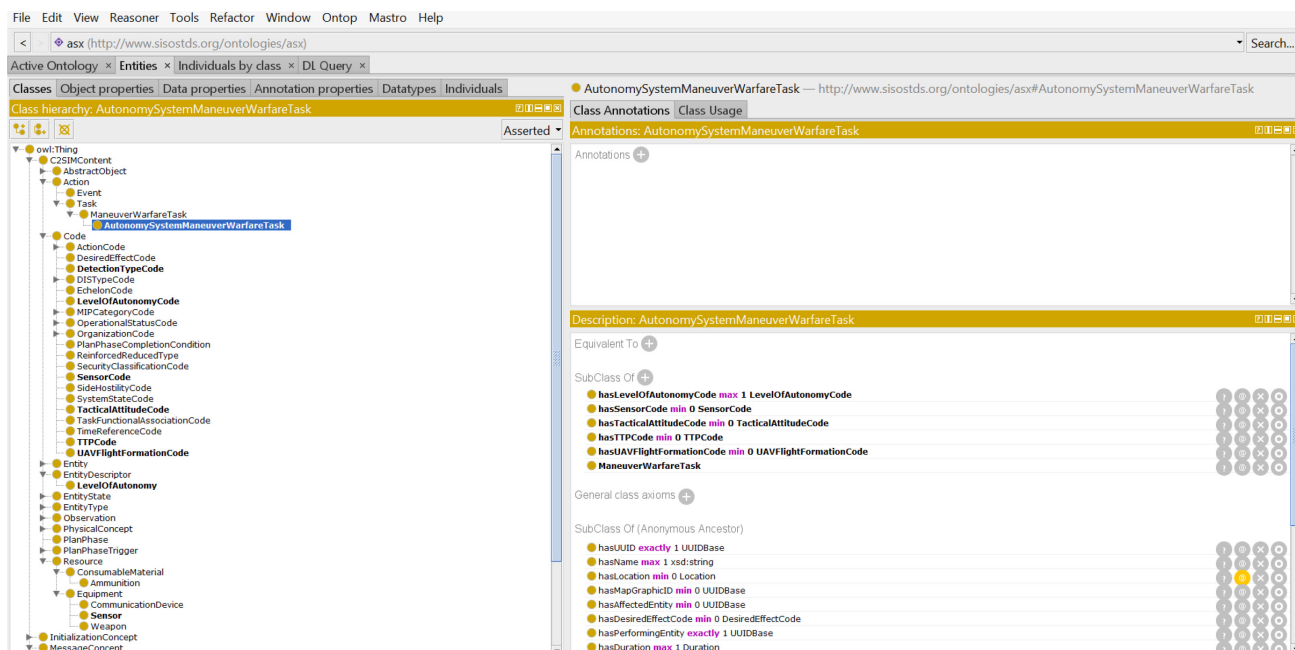 File Edit View Reasoner Tools Refactor Window Ontop Mastro Help
< > asx (http://www.sisostds.org/ontologies/asx) Search...
Active Ontology × Entities × Individuals by class × DL Query ×
Classes Object properties Data properties Annotation properties Datatypes Individuals
Class hierarchy: AutonomySystemManeuverWarfareTask
Asserted
owl:Thing
C2SIMContent
AbstractObject
Action
Event
Task
ManeuverWarfareTask
AutonomySystemManeuverWarfareTask
Code
ActionCode
DesiredEffectCode
DetectionTypeCode
DISTypeCode
EchelonCode
LevelOfAutonomyCode
MIPCategoryCode
OperationalStatusCode
OrganizationCode
PlanPhaseCompletionCondition
ReinforcedReducedType
SecurityClassificationCode
SensorCode
SideHostilityCode
SystemStateCode
TacticalAttitudeCode
TaskFunctionalAssociationCode
TimeReferenceCode
TTPCode
UAVFlightFormationCode
Entity
EntityDescriptor
LevelOfAutonomy
EntityState
EntityType
Observation
PhysicalConcept
PlanPhase
PlanPhaseTrigger
Resource
ConsumableMaterial
Ammunition
Equipment
CommunicationDevice
Sensor
Weapon
InitializationConcept
MessageConcept
AutonomySystemManeuverWarfareTask — http://www.sisostds.org/ontologies/asx#AutonomySystemManeuverWarfareTask
Class Annotations Class Usage
Annotations: AutonomySystemManeuverWarfareTask
Annotations
Description: AutonomySystemManeuverWarfareTask
Equivalent To
SubClass Of
hasLevelOfAutonomyCode max 1 LevelOfAutonomyCode
hasSensorCode min 0 SensorCode
hasTacticalAttitudeCode min 0 TacticalAttitudeCode
hasTTPCode min 0 TTPCode
hasUAVFlightFormationCode min 0 UAVFlightFormationCode
ManeuverWarfareTask
General class axioms
SubClass Of (Anonymous Ancestor)
hasUUID exactly 1 UUIDBase
hasName max 1 xsd:string
hasLocation min 0 Location
hasMapGraphicID min 0 UUIDBase
hasAffectedEntity min 0 UUIDBase
hasDesiredEffectCode min 0 DesiredEffectCode
hasPerformingEntity exactly 1 UUIDBase
hasDuration max 1 Duration